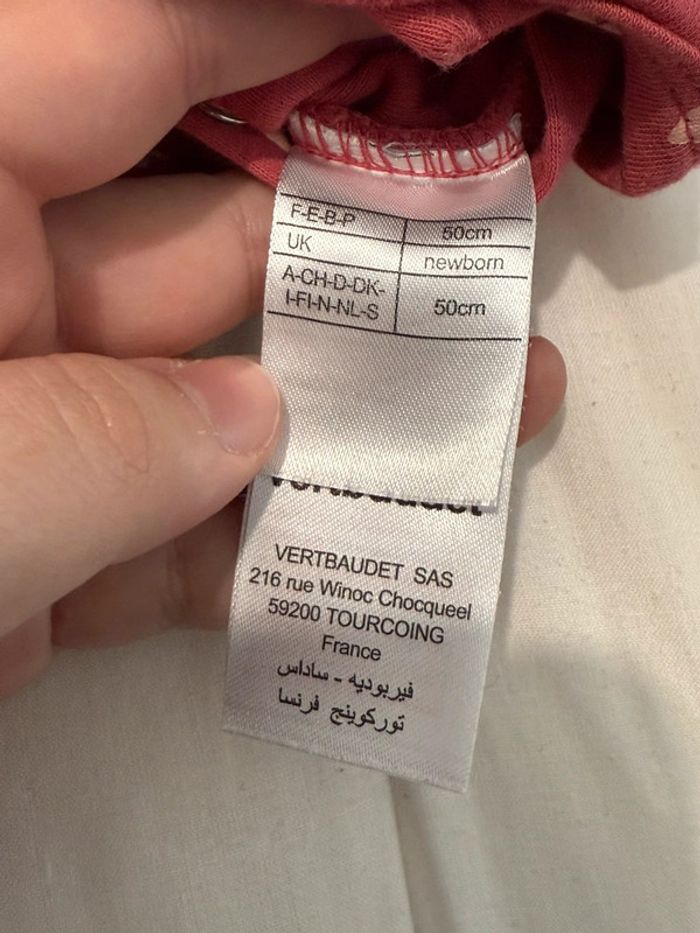 F-E-B-P 50cm
UK newborn
A-CH-D-DK- 50cm
I-FI-N-NL-S
vertbaudet
VERTBAUDET SAS
216 rue Winoc Chocqueel
59200 TOURCOING
France
فيربوديه - ساداس
توركوينج فرنسا